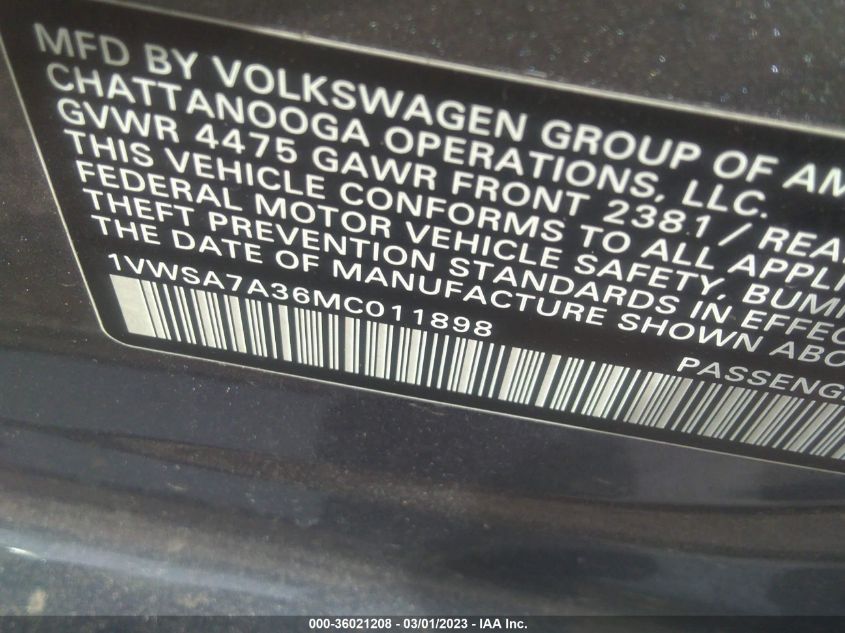 MFD BY VOLKSWAGEN GROUP OF AM
CHATTANOOGA OPERATIONS, LLC.
GVWR 4475 GAWR FRONT 2381 / REA
THIS VEHICLE CONFORMS TO ALL APPLI
FEDERAL MOTOR VEHICLE SAFETY, BUM
THEFT PREVENTION STANDARDS IN EFFEC
THE DATE OF MANUFACTURE SHOWN ABO
1VWSA7A36MC011898
PASSENG
000-36021208 - 03/01/2023 - IAA Inc.